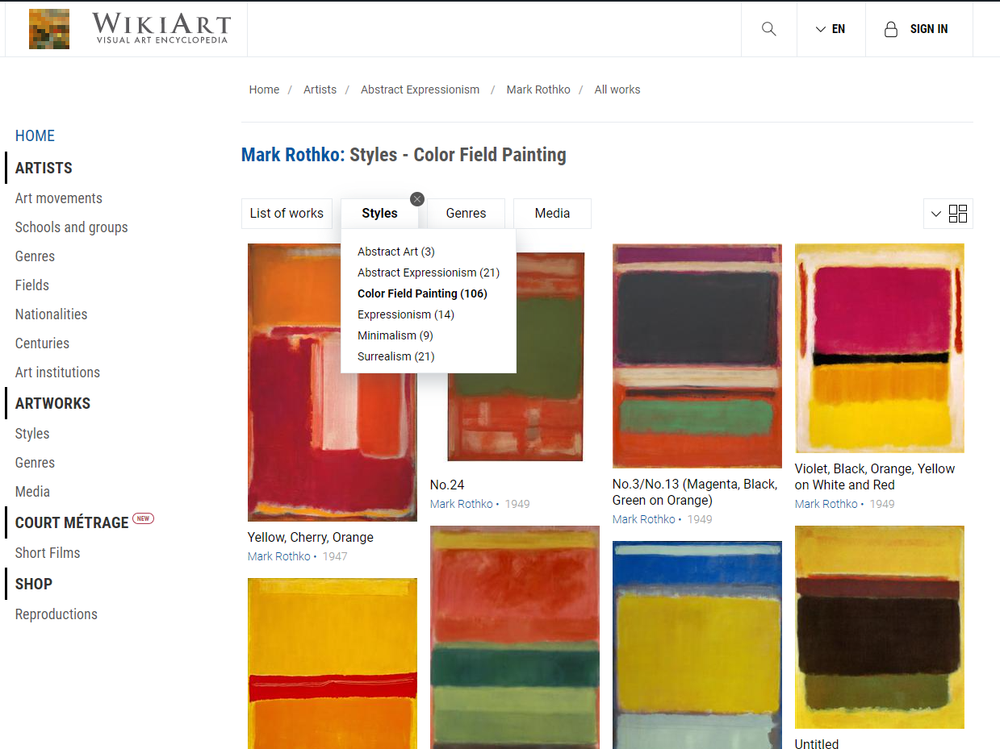 WIKIART
VISUAL ART ENCYCLOPEDIA
EN
SIGN IN
Home / Artists / Abstract Expressionism / Mark Rothko / All works
HOME
ARTISTS
Art movements
Schools and groups
Genres
Fields
Nationalities
Centuries
Art institutions
ARTWORKS
Styles
Genres
Media
COURT MÉTRAGE NEW
Short Films
SHOP
Reproductions
Mark Rothko: Styles - Color Field Painting
List of works Styles Genres Media
Abstract Art (3)
Abstract Expressionism (21)
Color Field Painting (106)
Expressionism (14)
Minimalism (9)
Surrealism (21)
Yellow, Cherry, Orange
Mark Rothko • 1947
No.24
Mark Rothko • 1949
No.3/No.13 (Magenta, Black,
Green on Orange)
Mark Rothko • 1949
Violet, Black, Orange, Yellow
on White and Red
Mark Rothko • 1949
Untitled